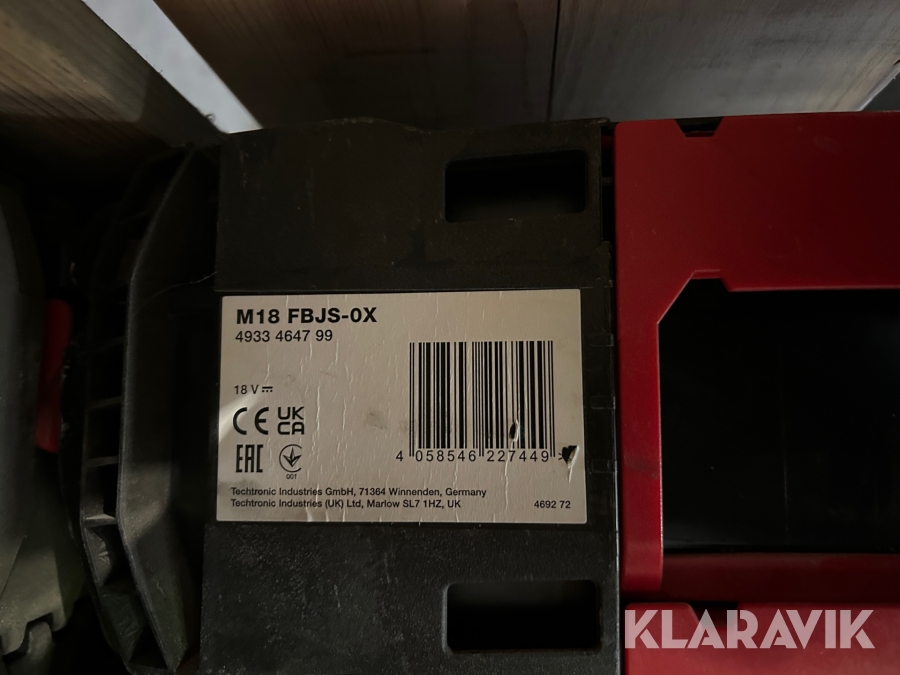 M18 FBJS-0X
4933 4647 99
18 V
CE UK CA
EAC
4 058546 227449 >
Techtronic Industries GmbH, 71364 Winnenden, Germany
Techtronic Industries (UK) Ltd, Marlow SL7 1HZ, UK
4692 72
KLARAVIK